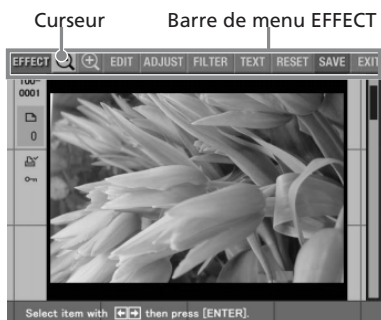 Curseur Barre de menu EFFECT
EFFECT EDIT ADJUST FILTER TEXT RESET SAVE EXIT
100-
0001
0
Select item with then press [ENTER].